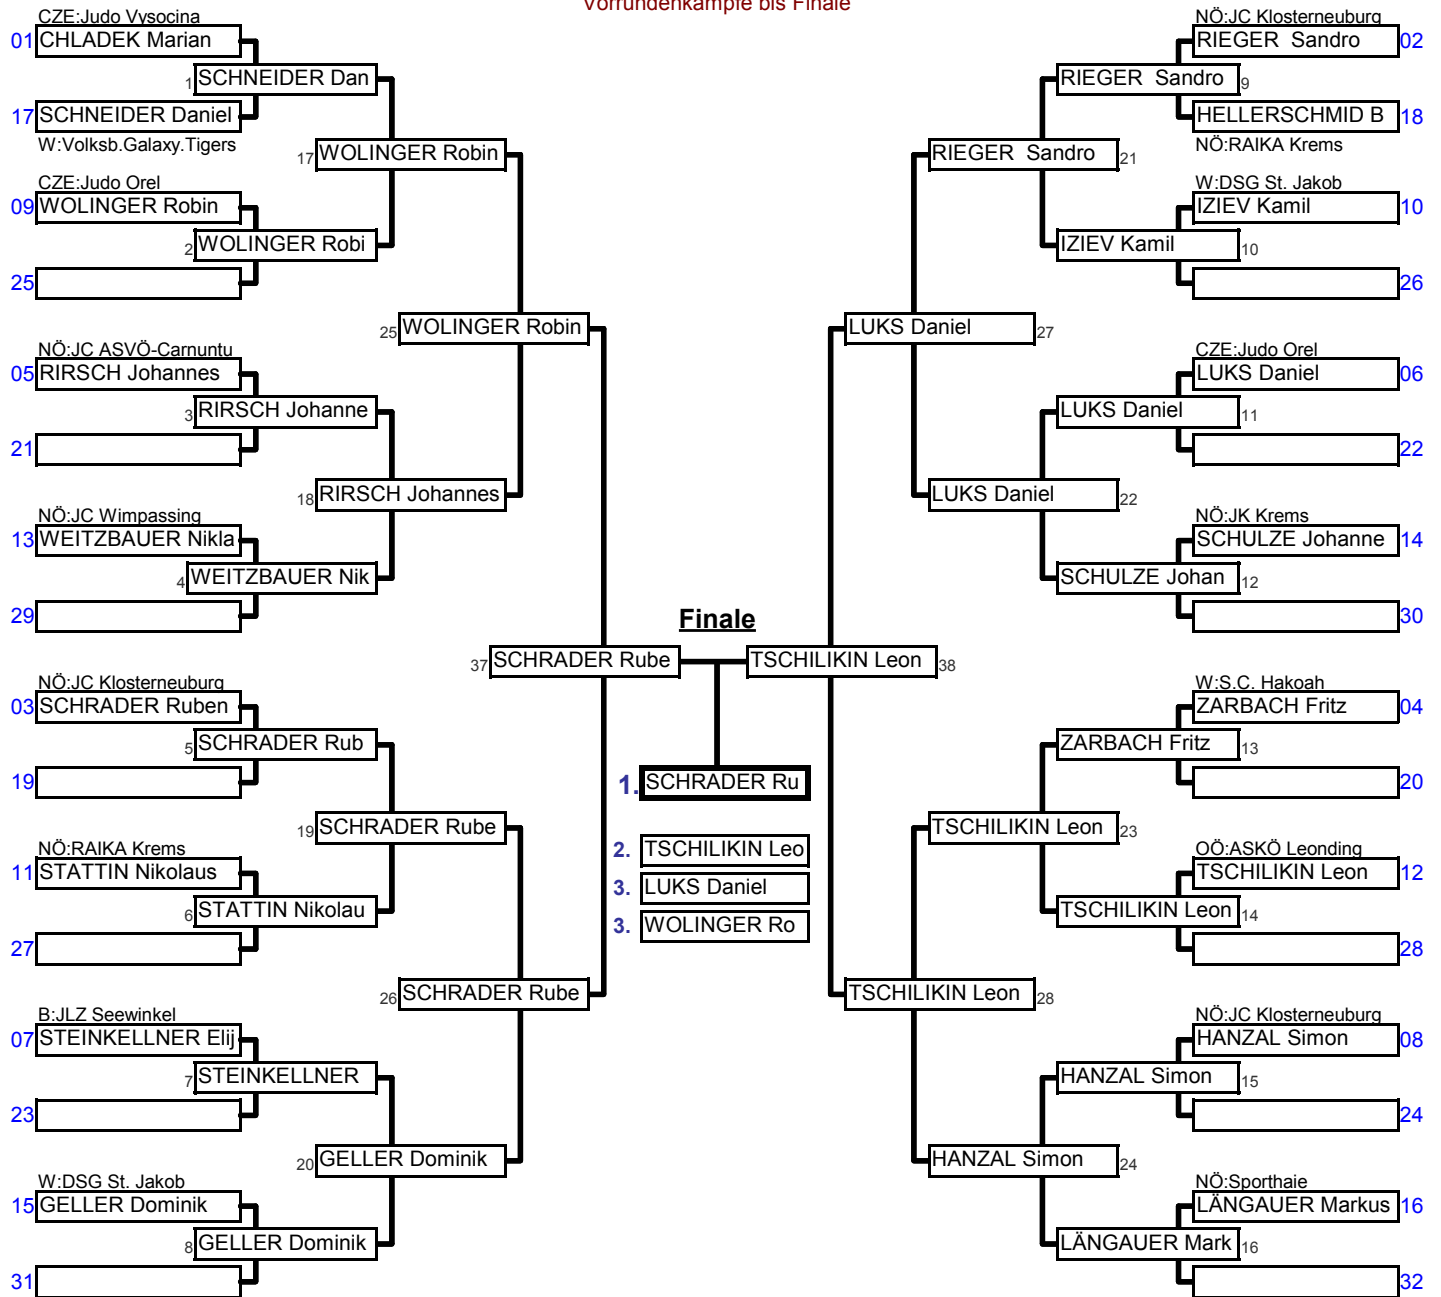 Vorrundenkämpfe bis Finale
CZE:Judo Vysocina
01 CHLADEK Marian
1 SCHNEIDER Dan
17 SCHNEIDER Daniel
W:Volksb.Galaxy.Tigers
17 WOLINGER Robin
CZE:Judo Orel
09 WOLINGER Robin
2 WOLINGER Robi
25
25 WOLINGER Robin
NÖ:JC ASVÖ-Carnuntu
05 RIRSCH Johannes
3 RIRSCH Johanne
21
18 RIRSCH Johannes
NÖ:JC Wimpassing
13 WEITZBAUER Nikla
4 WEITZBAUER Nik
29
37 SCHRADER Rube
NÖ:JC Klosterneuburg
03 SCHRADER Ruben
5 SCHRADER Rub
19
19 SCHRADER Rube
NÖ:RAIKA Krems
11 STATTIN Nikolaus
6 STATTIN Nikolau
27
26 SCHRADER Rube
B:JLZ Seewinkel
07 STEINKELLNER Elij
7 STEINKELLNER
23
20 GELLER Dominik
W:DSG St. Jakob
15 GELLER Dominik
8 GELLER Dominik
31
Finale
1. SCHRADER Ru
2. TSCHILIKIN Leo
3. LUKS Daniel
3. WOLINGER Ro
NÖ:JC Klosterneuburg
RIEGER Sandro 02
RIEGER Sandro 9
HELLERSCHMID B 18
NÖ:RAIKA Krems
RIEGER Sandro 21
W:DSG St. Jakob
IZIEV Kamil 10
IZIEV Kamil 10
26
LUKS Daniel 27
CZE:Judo Orel
LUKS Daniel 06
LUKS Daniel 11
22
LUKS Daniel 22
NÖ:JK Krems
SCHULZE Johanne 14
SCHULZE Johan 12
30
TSCHILIKIN Leon 38
W:S.C. Hakoah
ZARBACH Fritz 04
ZARBACH Fritz 13
20
TSCHILIKIN Leon 23
OÖ:ASKÖ Leonding
TSCHILIKIN Leon 12
TSCHILIKIN Leon 14
28
TSCHILIKIN Leon 28
NÖ:JC Klosterneuburg
HANZAL Simon 08
HANZAL Simon 15
24
HANZAL Simon 24
NÖ:Sporthaie
LÄNGAUER Markus 16
LÄNGAUER Mark 16
32